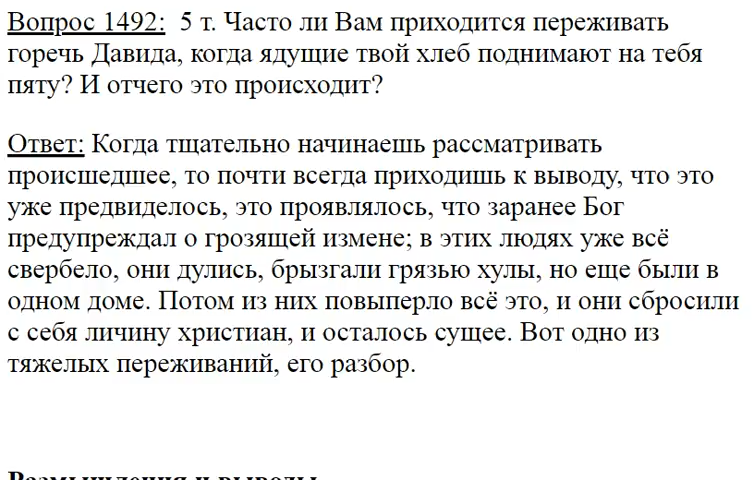 Вопрос 1492:  5 т. Часто ли Вам приходится переживать
горечь Давида, когда ядущие твой хлеб поднимают на тебя
пяту? И отчего это происходит?
Ответ: Когда тщательно начинаешь рассматривать
происшедшее, то почти всегда приходишь к выводу, что это
уже предвиделось, это проявлялось, что заранее Бог
предупреждал о грозящей измене; в этих людях уже всё
свербело, они дулись, брызгали грязью хулы, но еще были в
одном доме. Потом из них повыперло всё это, и они сбросили
с себя личину христиан, и осталось сущее. Вот одно из
тяжелых переживаний, его разбор.
Размышления и выводы